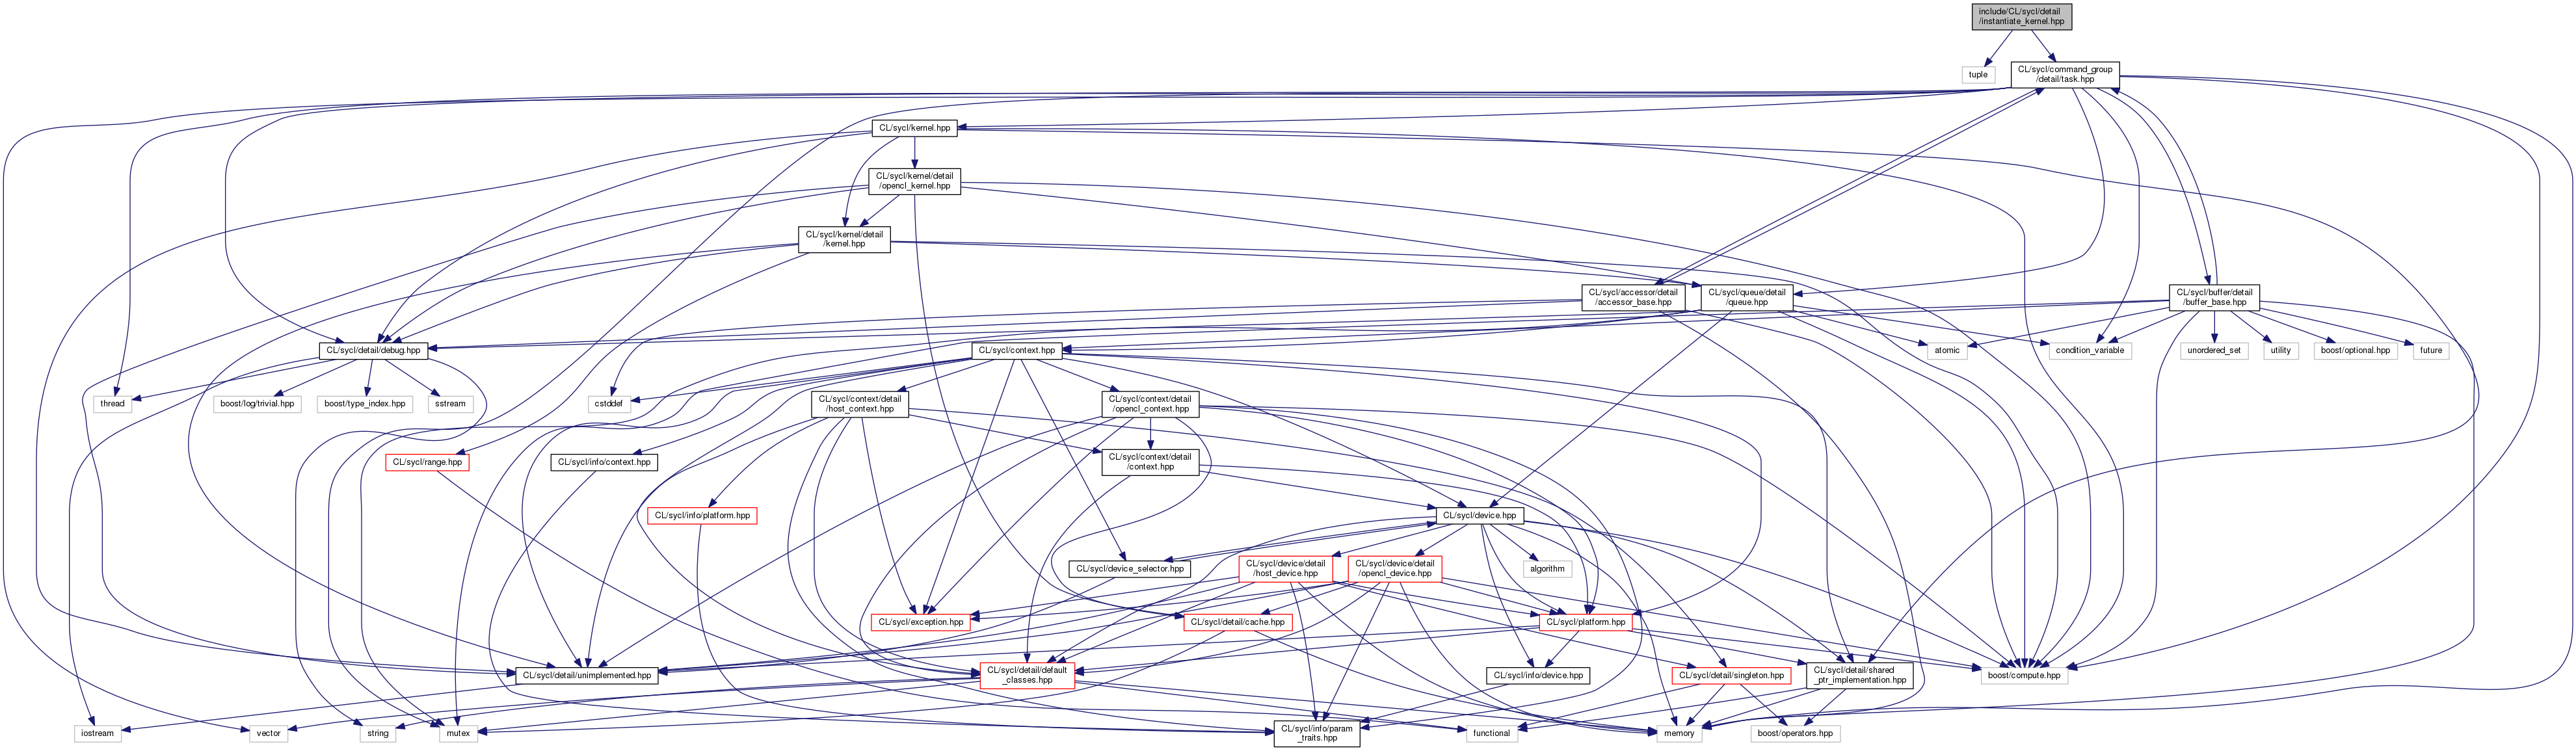 include/CL/sycl/detail
/instantiate_kernel.hpp
tuple
CL/sycl/command_group
/detail/task.hpp
CL/sycl/kernel.hpp
CL/sycl/kernel/detail
/opencl_kernel.hpp
CL/sycl/kernel/detail
/kernel.hpp
CL/sycl/accessor/detail
/accessor_base.hpp
CL/sycl/queue/detail
/queue.hpp
CL/sycl/buffer/detail
/buffer_base.hpp
CL/sycl/detail/debug.hpp
CL/sycl/context.hpp
atomic
condition_variable
unordered_set
utility
boost/optional.hpp
future
thread
boost/log/trivial.hpp
boost/type_index.hpp
sstream
cstddef
CL/sycl/context/detail
/host_context.hpp
CL/sycl/context/detail
/opencl_context.hpp
CL/sycl/range.hpp
CL/sycl/info/context.hpp
CL/sycl/context/detail
/context.hpp
CL/sycl/info/platform.hpp
CL/sycl/device.hpp
CL/sycl/device_selector.hpp
CL/sycl/device/detail
/host_device.hpp
CL/sycl/device/detail
/opencl_device.hpp
algorithm
CL/sycl/exception.hpp
CL/sycl/detail/cache.hpp
CL/sycl/platform.hpp
CL/sycl/detail/unimplemented.hpp
CL/sycl/detail/default
_classes.hpp
CL/sycl/info/device.hpp
CL/sycl/detail/singleton.hpp
CL/sycl/detail/shared
_ptr_implementation.hpp
boost/compute.hpp
iostream
vector
string
mutex
CL/sycl/info/param
_traits.hpp
functional
memory
boost/operators.hpp